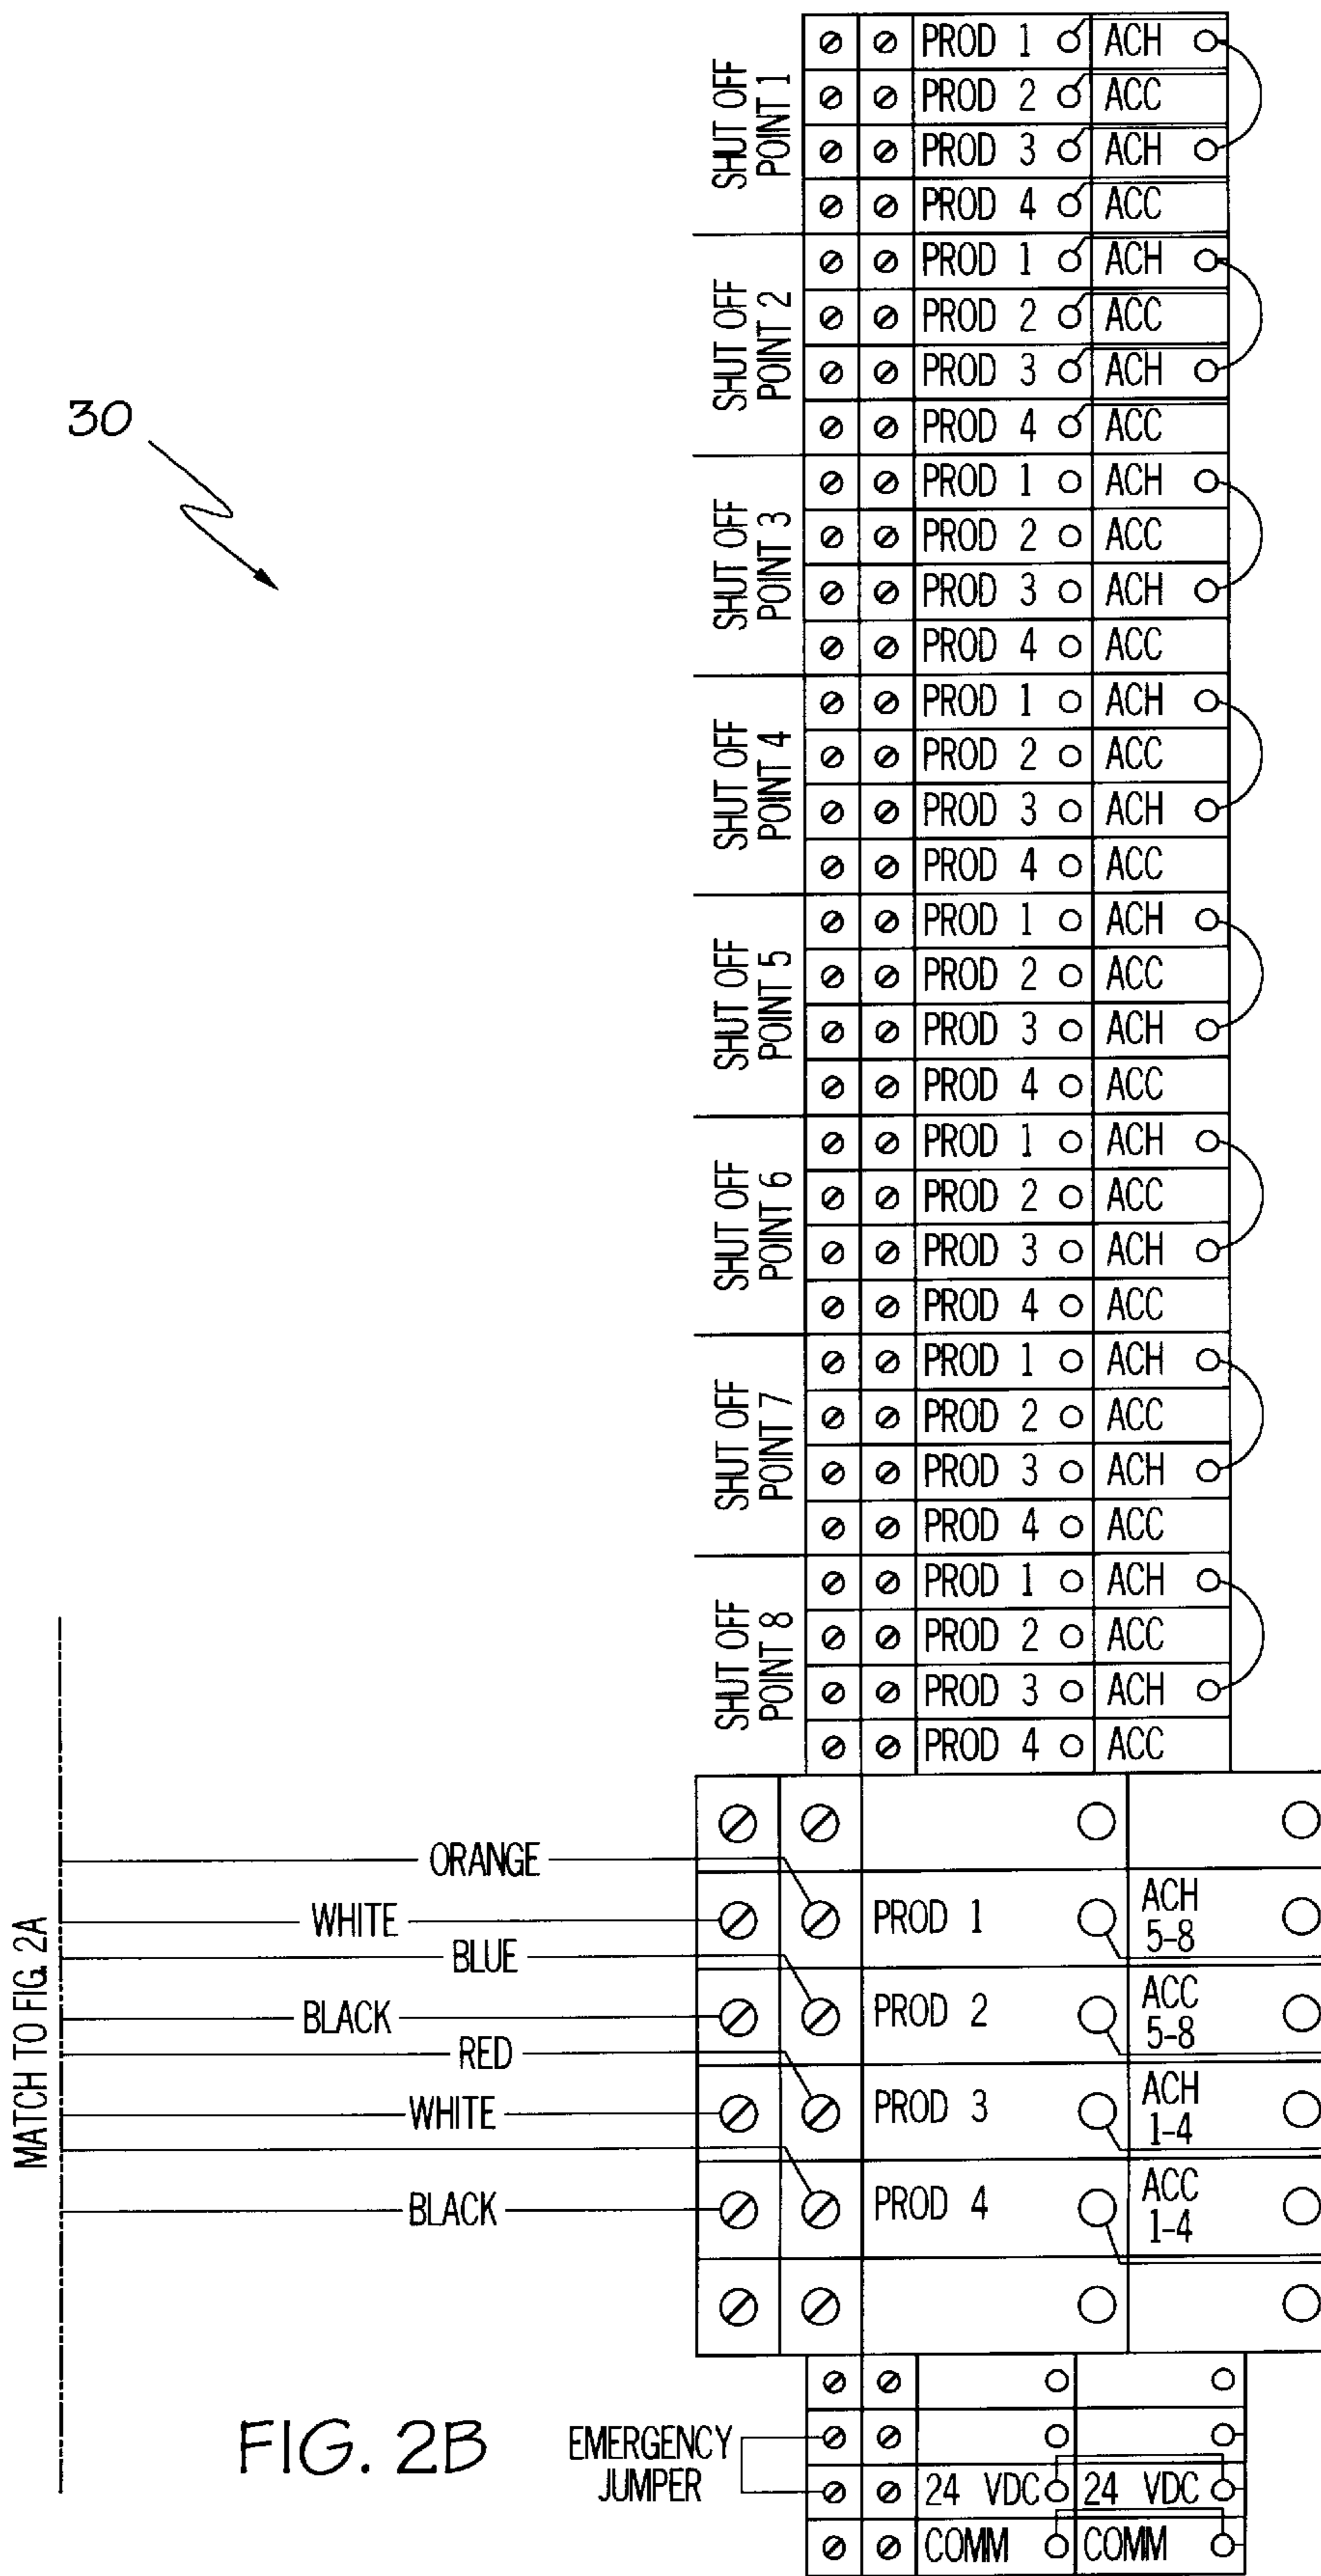 30
SHUT OFF
POINT 1
PROD 1 ACH
PROD 2 ACC
PROD 3 ACH
PROD 4 ACC
SHUT OFF
POINT 2
PROD 1 ACH
PROD 2 ACC
PROD 3 ACH
PROD 4 ACC
SHUT OFF
POINT 3
PROD 1 ACH
PROD 2 ACC
PROD 3 ACH
PROD 4 ACC
SHUT OFF
POINT 4
PROD 1 ACH
PROD 2 ACC
PROD 3 ACH
PROD 4 ACC
SHUT OFF
POINT 5
PROD 1 ACH
PROD 2 ACC
PROD 3 ACH
PROD 4 ACC
SHUT OFF
POINT 6
PROD 1 ACH
PROD 2 ACC
PROD 3 ACH
PROD 4 ACC
SHUT OFF
POINT 7
PROD 1 ACH
PROD 2 ACC
PROD 3 ACH
PROD 4 ACC
SHUT OFF
POINT 8
PROD 1 ACH
PROD 2 ACC
PROD 3 ACH
PROD 4 ACC
MATCH TO FIG. 2A
ORANGE
WHITE
BLUE
BLACK
RED
WHITE
BLACK
PROD 1
ACH
5-8
PROD 2
ACC
5-8
PROD 3
ACH
1-4
PROD 4
ACC
1-4
FIG. 2B
EMERGENCY
JUMPER
24 VDC 24 VDC
COMM COMM